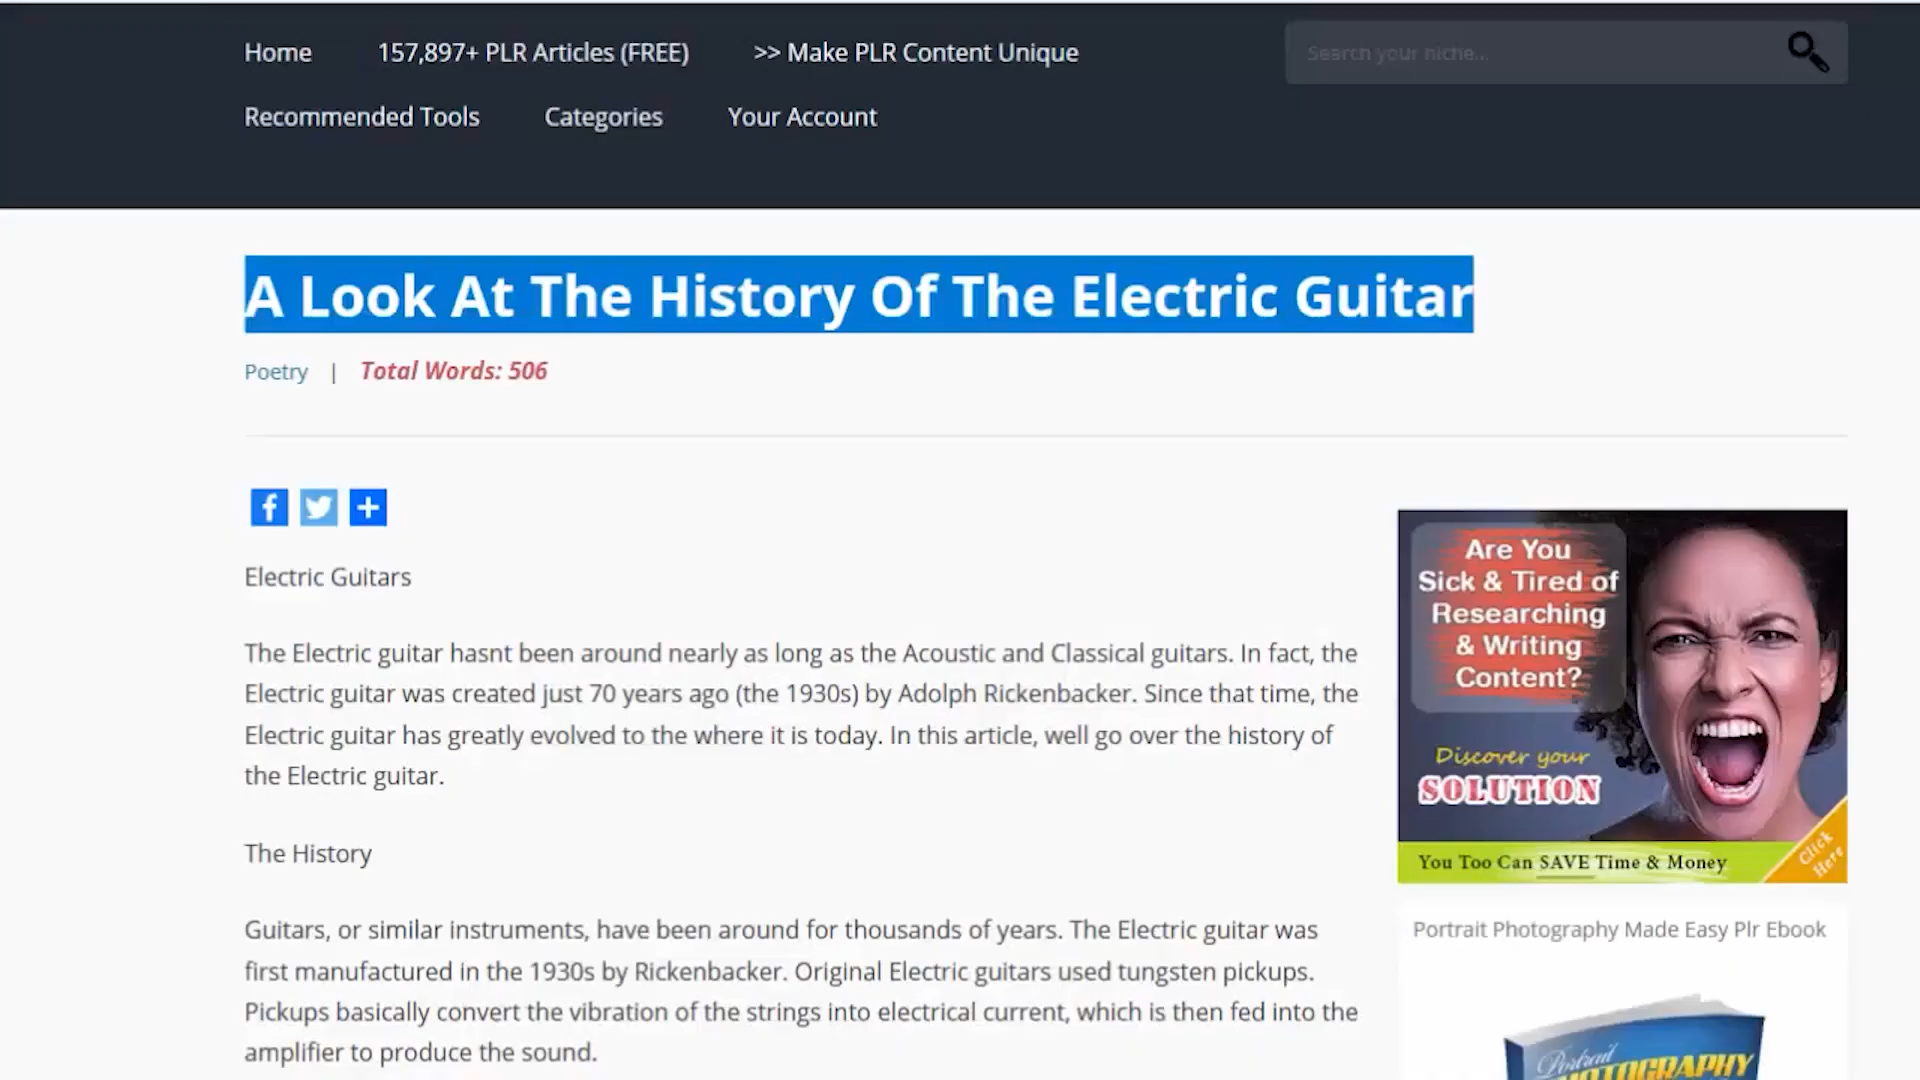 Home 157,897+ PLR Articles (FREE) >> Make PLR Content Unique
Search your niche...
Recommended Tools Categories Your Account
A Look At The History Of The Electric Guitar
Poetry | Total Words: 506
Electric Guitars
The Electric guitar hasnt been around nearly as long as the Acoustic and Classical guitars. In fact, the
Electric guitar was created just 70 years ago (the 1930s) by Adolph Rickenbacker. Since that time, the
Electric guitar has greatly evolved to the where it is today. In this article, well go over the history of
the Electric guitar.
The History
Guitars, or similar instruments, have been around for thousands of years. The Electric guitar was
first manufactured in the 1930s by Rickenbacker. Original Electric guitars used tungsten pickups.
Pickups basically convert the vibration of the strings into electrical current, which is then fed into the
amplifier to produce the sound.
Are You
Sick & Tired of
Researching
& Writing
Content?
Discover your
SOLUTION
You Too Can SAVE Time & Money
Click
Here
Portrait Photography Made Easy Plr Ebook
Portrait
PHOTOGRAPHY